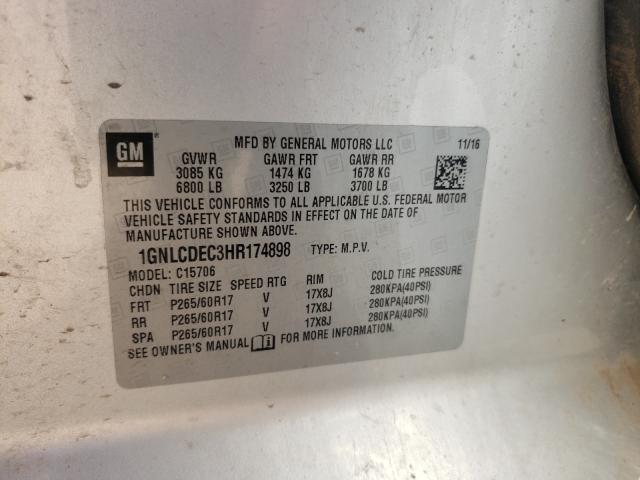 GM
MFD BY GENERAL MOTORS LLC 11/16
GVWR GAWR FRT GAWR RR
3085 KG 1474 KG 1678 KG
6800 LB 3250 LB 3700 LB
THIS VEHICLE CONFORMS TO ALL APPLICABLE U.S. FEDERAL MOTOR
VEHICLE SAFETY STANDARDS IN EFFECT ON THE DATE OF
MANUFACTURE SHOWN ABOVE.
1GNLCDEC3HR174898 TYPE: M.P.V.
MODEL: C15706
CHDN TIRE SIZE SPEED RTG RIM COLD TIRE PRESSURE
FRT P265/60R17 V 17X8J 280KPA(40PSI)
RR P265/60R17 V 17X8J 280KPA(40PSI)
SPA P265/60R17 V 17X8J 280KPA(40PSI)
SEE OWNER'S MANUAL FOR MORE INFORMATION.